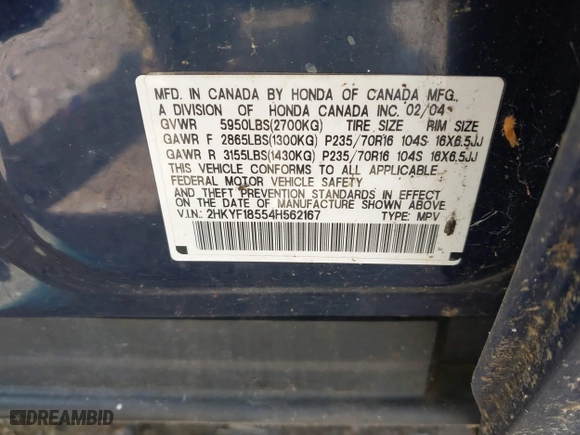 MFD. IN CANADA BY HONDA OF CANADA MFG.,
A DIVISION OF HONDA CANADA INC. 02/04
GVWR 5950LBS(2700KG) TIRE SIZE RIM SIZE
GAWR F 2865LBS(1300KG) P235/70R16 104S 16X6.5JJ
GAWR R 3155LBS(1430KG) P235/70R16 104S 16X6.5JJ
THIS VEHICLE CONFORMS TO ALL APPLICABLE
FEDERAL MOTOR VEHICLE SAFETY
AND THEFT PREVENTION STANDARDS IN EFFECT
ON THE DATE OF MANUFACTURE SHOWN ABOVE.
V.I.N.: 2HKYF18554H562167 TYPE: MPV
DREAMBID